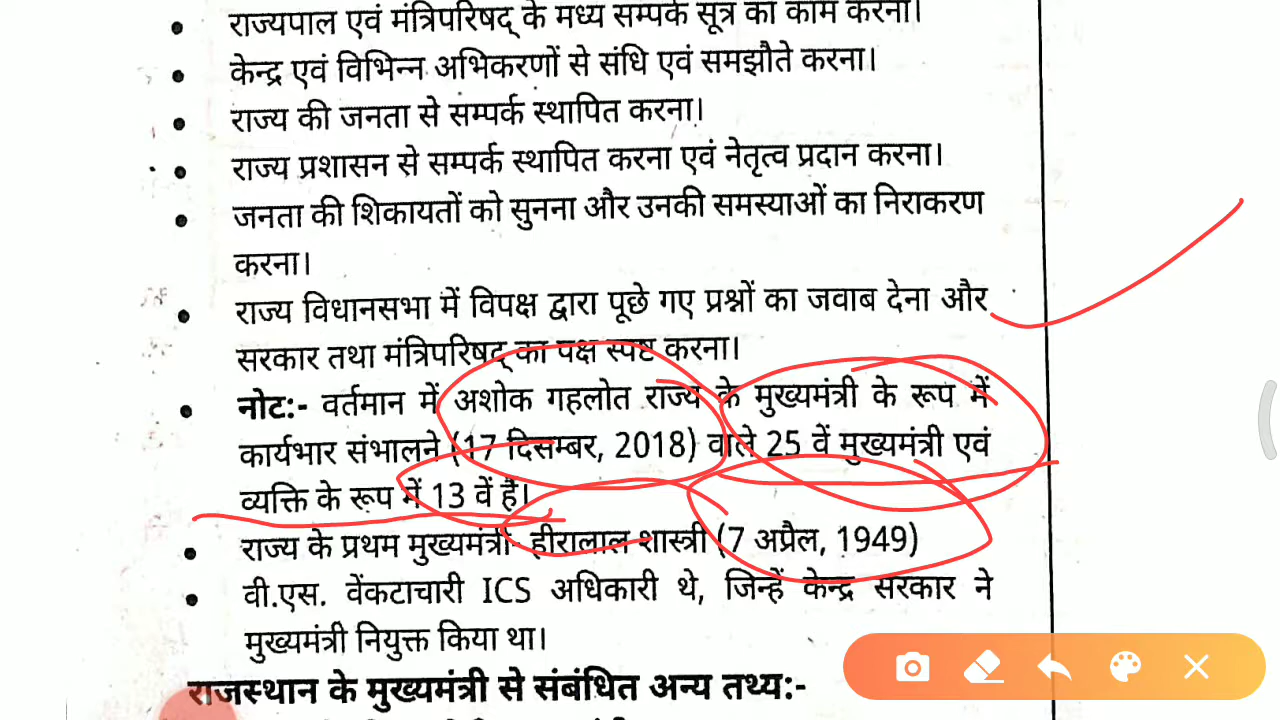 राज्यपाल एवं मंत्रिपरिषद् के मध्य सम्पर्क सूत्र का काम करना।
केन्द्र एवं विभिन्न अभिकरणों से संधि एवं समझौते करना।
राज्य की जनता से सम्पर्क स्थापित करना।
राज्य प्रशासन से सम्पर्क स्थापित करना एवं नेतृत्व प्रदान करना।
जनता की शिकायतों को सुनना और उनकी समस्याओं का निराकरण
करना।
राज्य विधानसभा में विपक्ष द्वारा पूछे गए प्रश्नों का जवाब देना और
सरकार तथा मंत्रिपरिषद् का पक्ष स्पष्ट करना।
नोट:- वर्तमान में अशोक गहलोत राज्य के मुख्यमंत्री के रूप में
कार्यभार संभालने (17 दिसम्बर, 2018) वाले 25 वें मुख्यमंत्री एवं
व्यक्ति के रूप में 13 वें हैं।
राज्य के प्रथम मुख्यमंत्री- हीरालाल शास्त्री (7 अप्रैल, 1949)
वी.एस. वेंकटाचारी ICS अधिकारी थे, जिन्हें केन्द्र सरकार ने
मुख्यमंत्री नियुक्त किया था।
राजस्थान के मुख्यमंत्री से संबंधित अन्य तथ्य:-